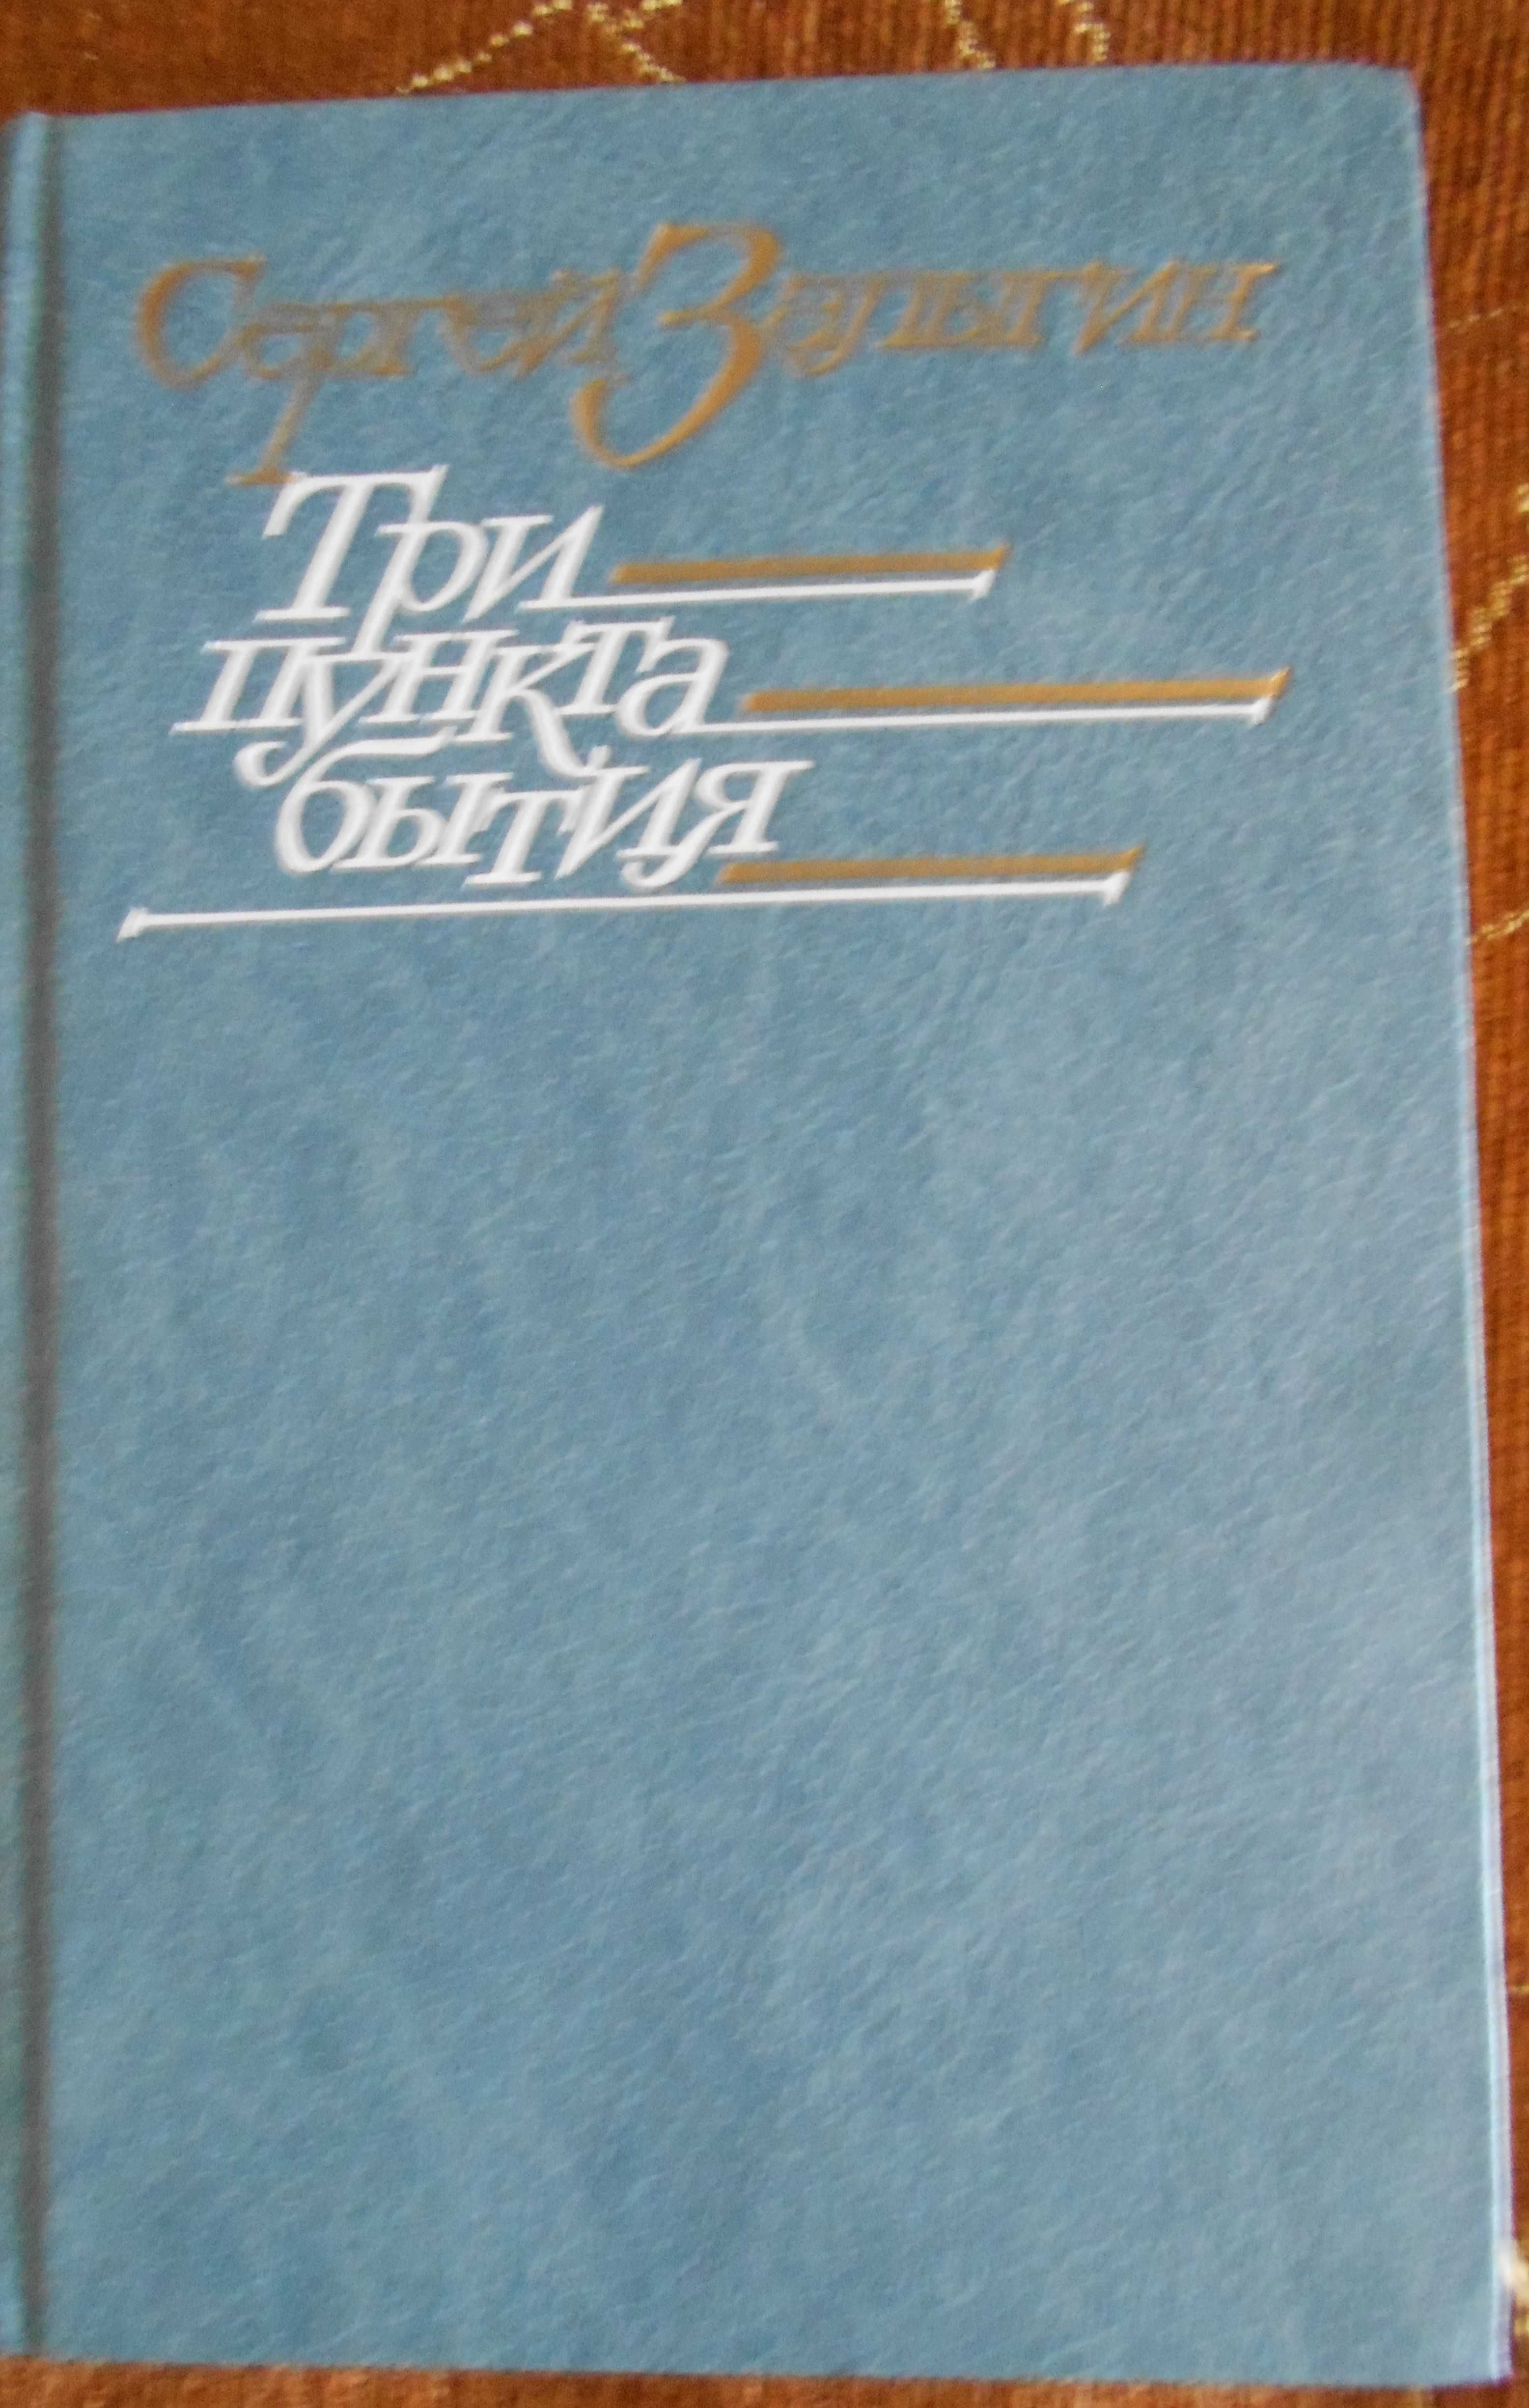 Сергей Залыгин
Три
пункта
бытия